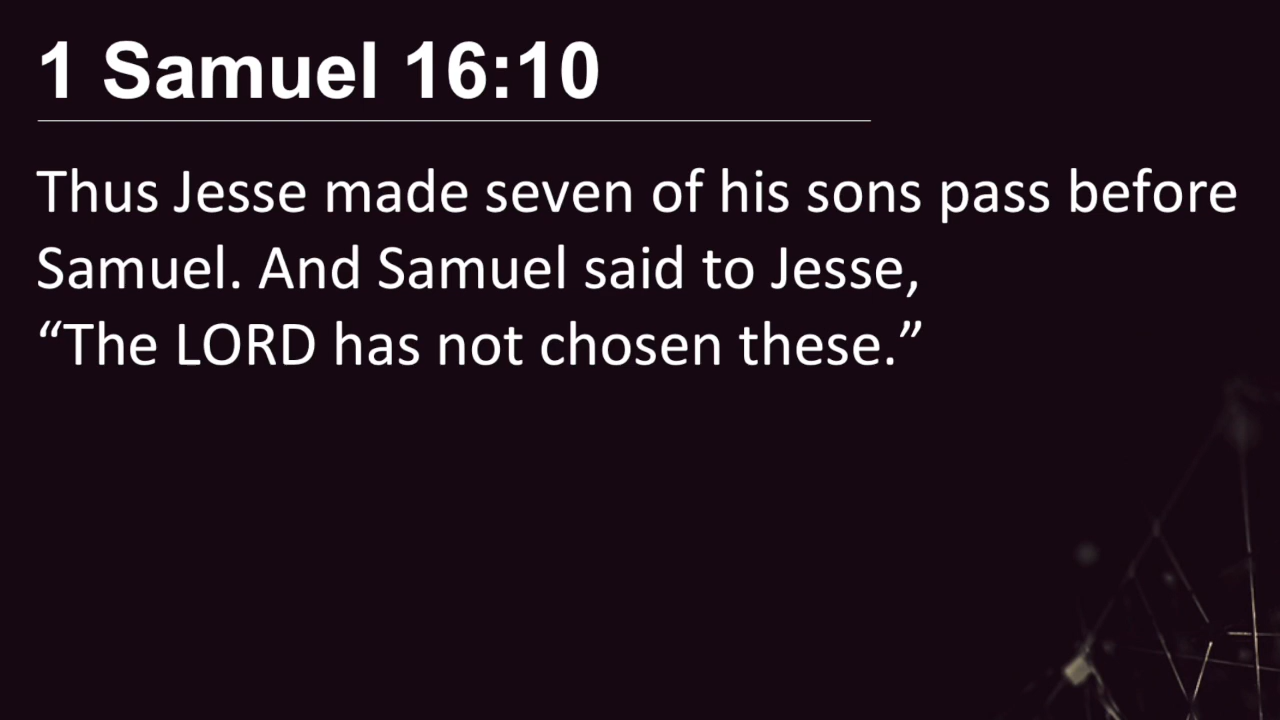 1 Samuel 16:10
Thus Jesse made seven of his sons pass before
Samuel. And Samuel said to Jesse,
“The LORD has not chosen these.”